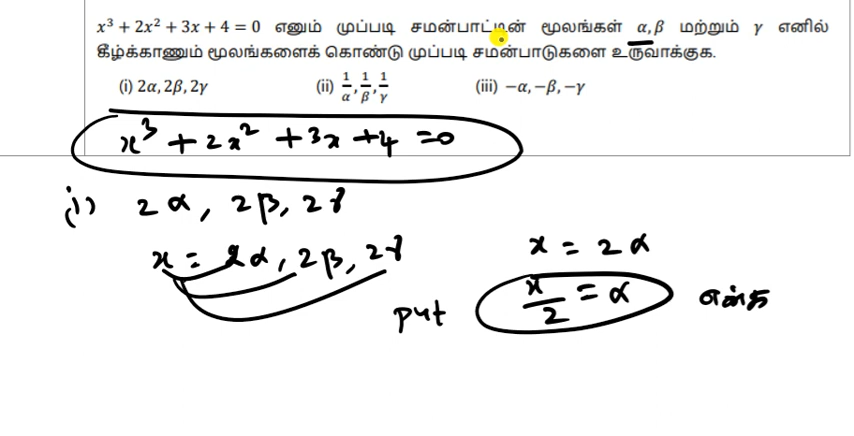 x³ + 2x² + 3x + 4 = 0 எனும் முப்படி சமன்பாட்டின் மூலங்கள் α, β மற்றும் γ எனில்
கீழ்க்காணும் மூலங்களைக் கொண்டு முப்படி சமன்பாடுகளை உருவாக்குக.
(i) 2α, 2β, 2γ (ii) 1/α, 1/β, 1/γ (iii) −α, −β, −γ
x³ + 2x² + 3x + 4 = 0
(i) 2α, 2β, 2γ
x = 2α, 2β, 2γ x = 2α
put x/2 = α